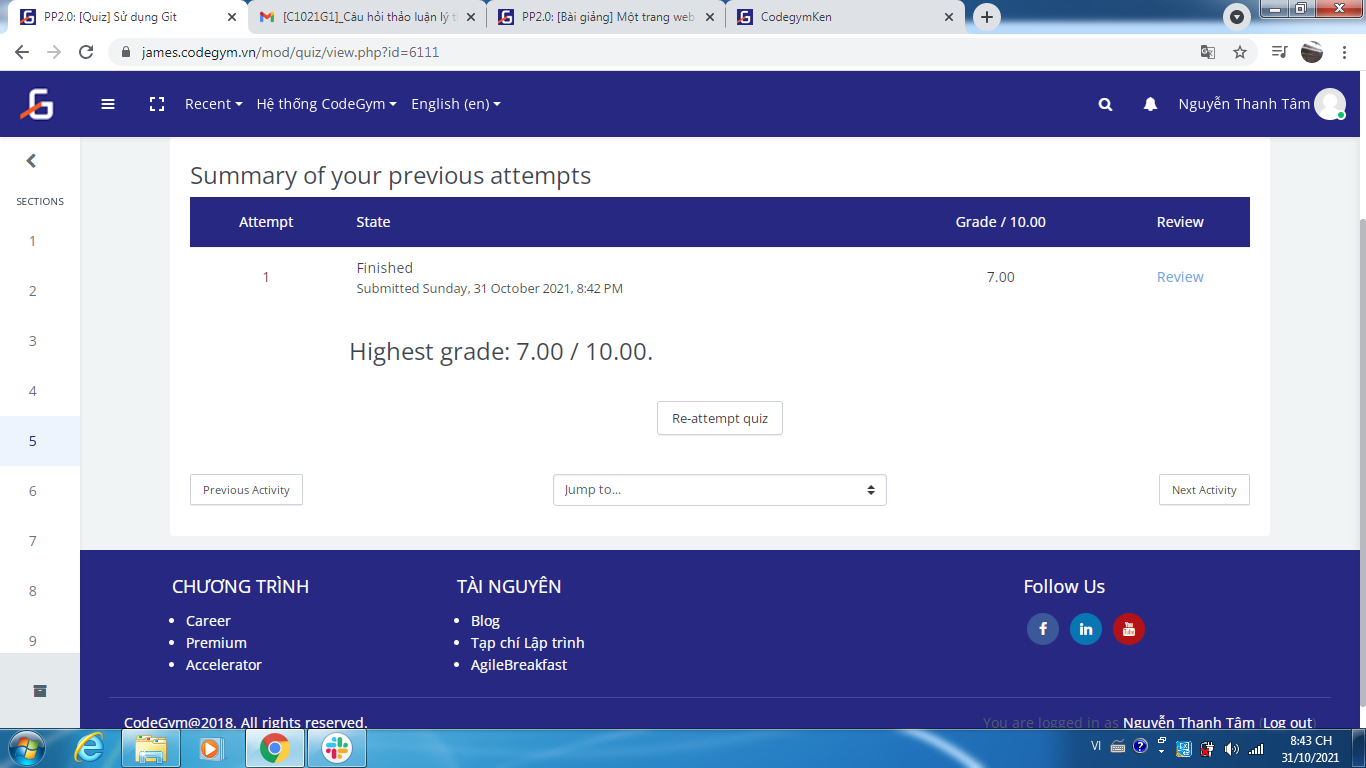 PP2.0: [Quiz] Sử dụng Git
[C1021G1]_Câu hỏi thảo luận lý t
PP2.0: [Bài giảng] Một trang web
CodegymKen
james.codegym.vn/mod/quiz/view.php?id=6111
Recent
Hệ thống CodeGym
English (en)
Nguyễn Thanh Tâm
SECTIONS
1
2
3
4
5
6
7
8
9
Summary of your previous attempts
Attempt State Grade / 10.00 Review
1 Finished 7.00 Review
Submitted Sunday, 31 October 2021, 8:42 PM
Highest grade: 7.00 / 10.00.
Re-attempt quiz
Previous Activity
Jump to...
Next Activity
CHƯƠNG TRÌNH
Career
Premium
Accelerator
TÀI NGUYÊN
Blog
Tạp chí Lập trình
AgileBreakfast
Follow Us
You Tube
CodeGym@2018. All rights reserved.
You are logged in as Nguyễn Thanh Tâm (Log out)
VI
8:43 CH
31/10/2021